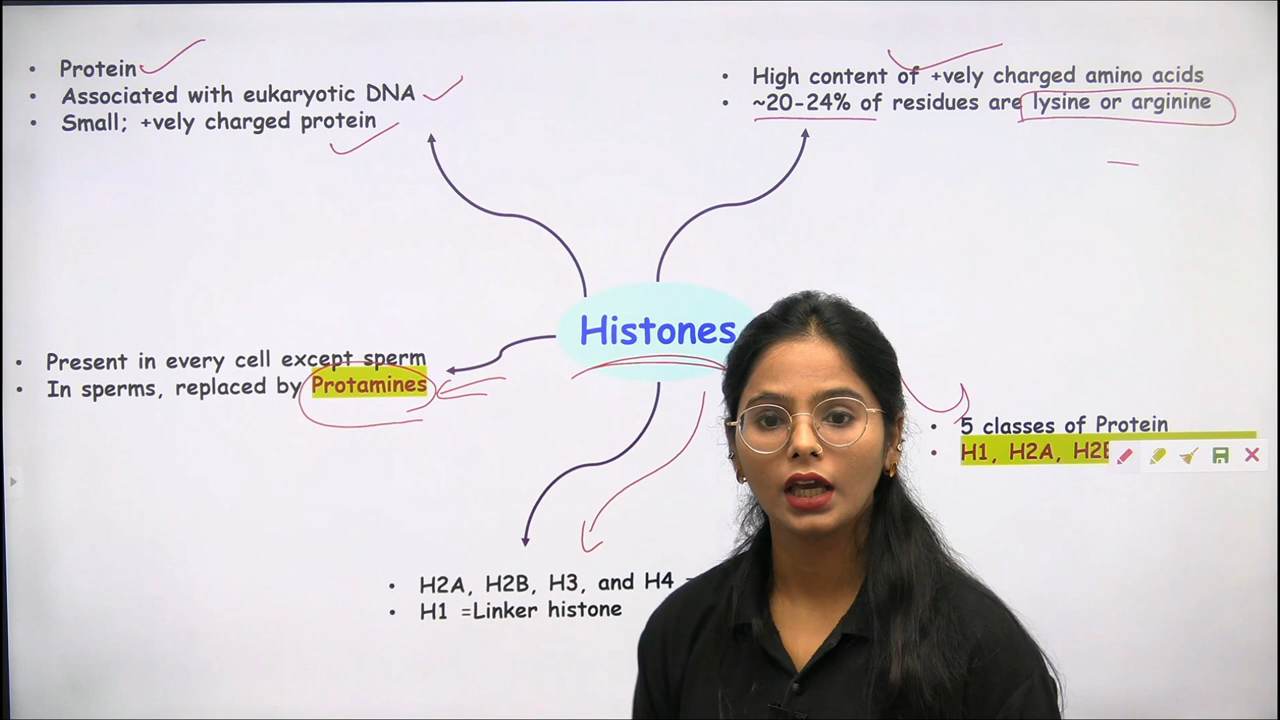 • Protein
• Associated with eukaryotic DNA
• Small; +vely charged protein
• High content of +vely charged amino acids
• ~20-24% of residues are lysine or arginine
Histones
• Present in every cell except sperm
• In sperms, replaced by Protamines
• 5 classes of Protein
• H1, H2A, H2B
• H2A, H2B, H3, and H4
• H1 =Linker histone